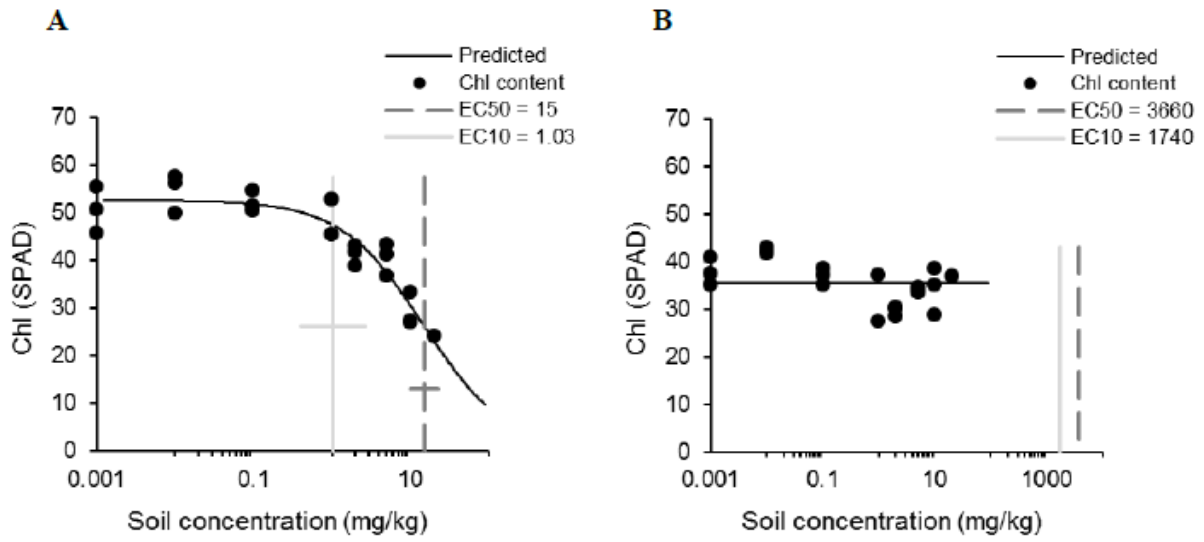 A
Predicted
Chl content
EC50 = 15
EC10 = 1.03
70
60
50
40
30
20
10
0
Chl (SPAD)
0.001
0.1
10
Soil concentration (mg/kg)
B
Predicted
Chl content
EC50 = 3660
EC10 = 1740
70
60
50
40
30
20
10
0
Chl (SPAD)
0.001
0.1
10
1000
Soil concentration (mg/kg)